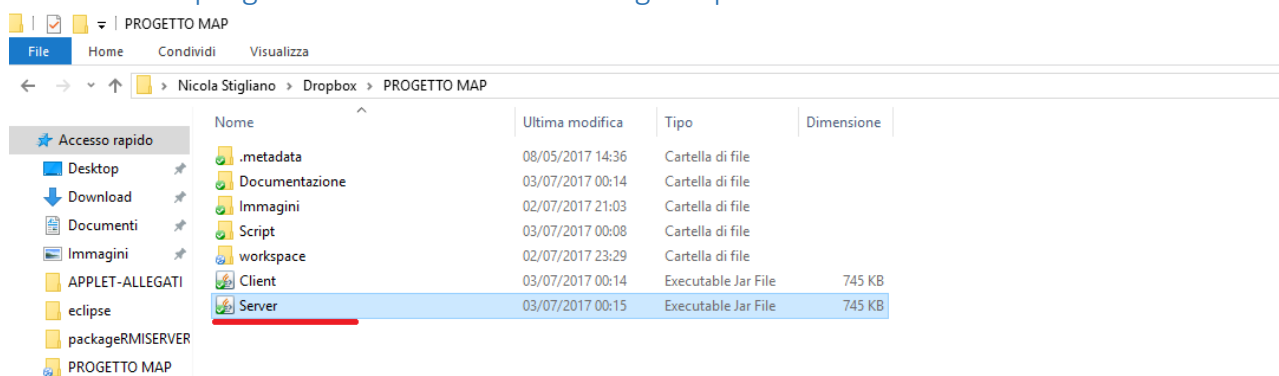 PROGETTO MAP
File Home Condividi Visualizza
Nicola Stigliano > Dropbox > PROGETTO MAP
Nome Ultima modifica Tipo Dimensione
Accesso rapido
Desktop
Download
Documenti
Immagini
APPLET-ALLEGATI
eclipse
packageRMISERVER
PROGETTO MAP
.metadata 08/05/2017 14:36 Cartella di file
Documentazione 03/07/2017 00:14 Cartella di file
Immagini 02/07/2017 21:03 Cartella di file
Script 03/07/2017 00:08 Cartella di file
workspace 02/07/2017 23:29 Cartella di file
Client 03/07/2017 00:14 Executable Jar File 745 KB
Server 03/07/2017 00:15 Executable Jar File 745 KB